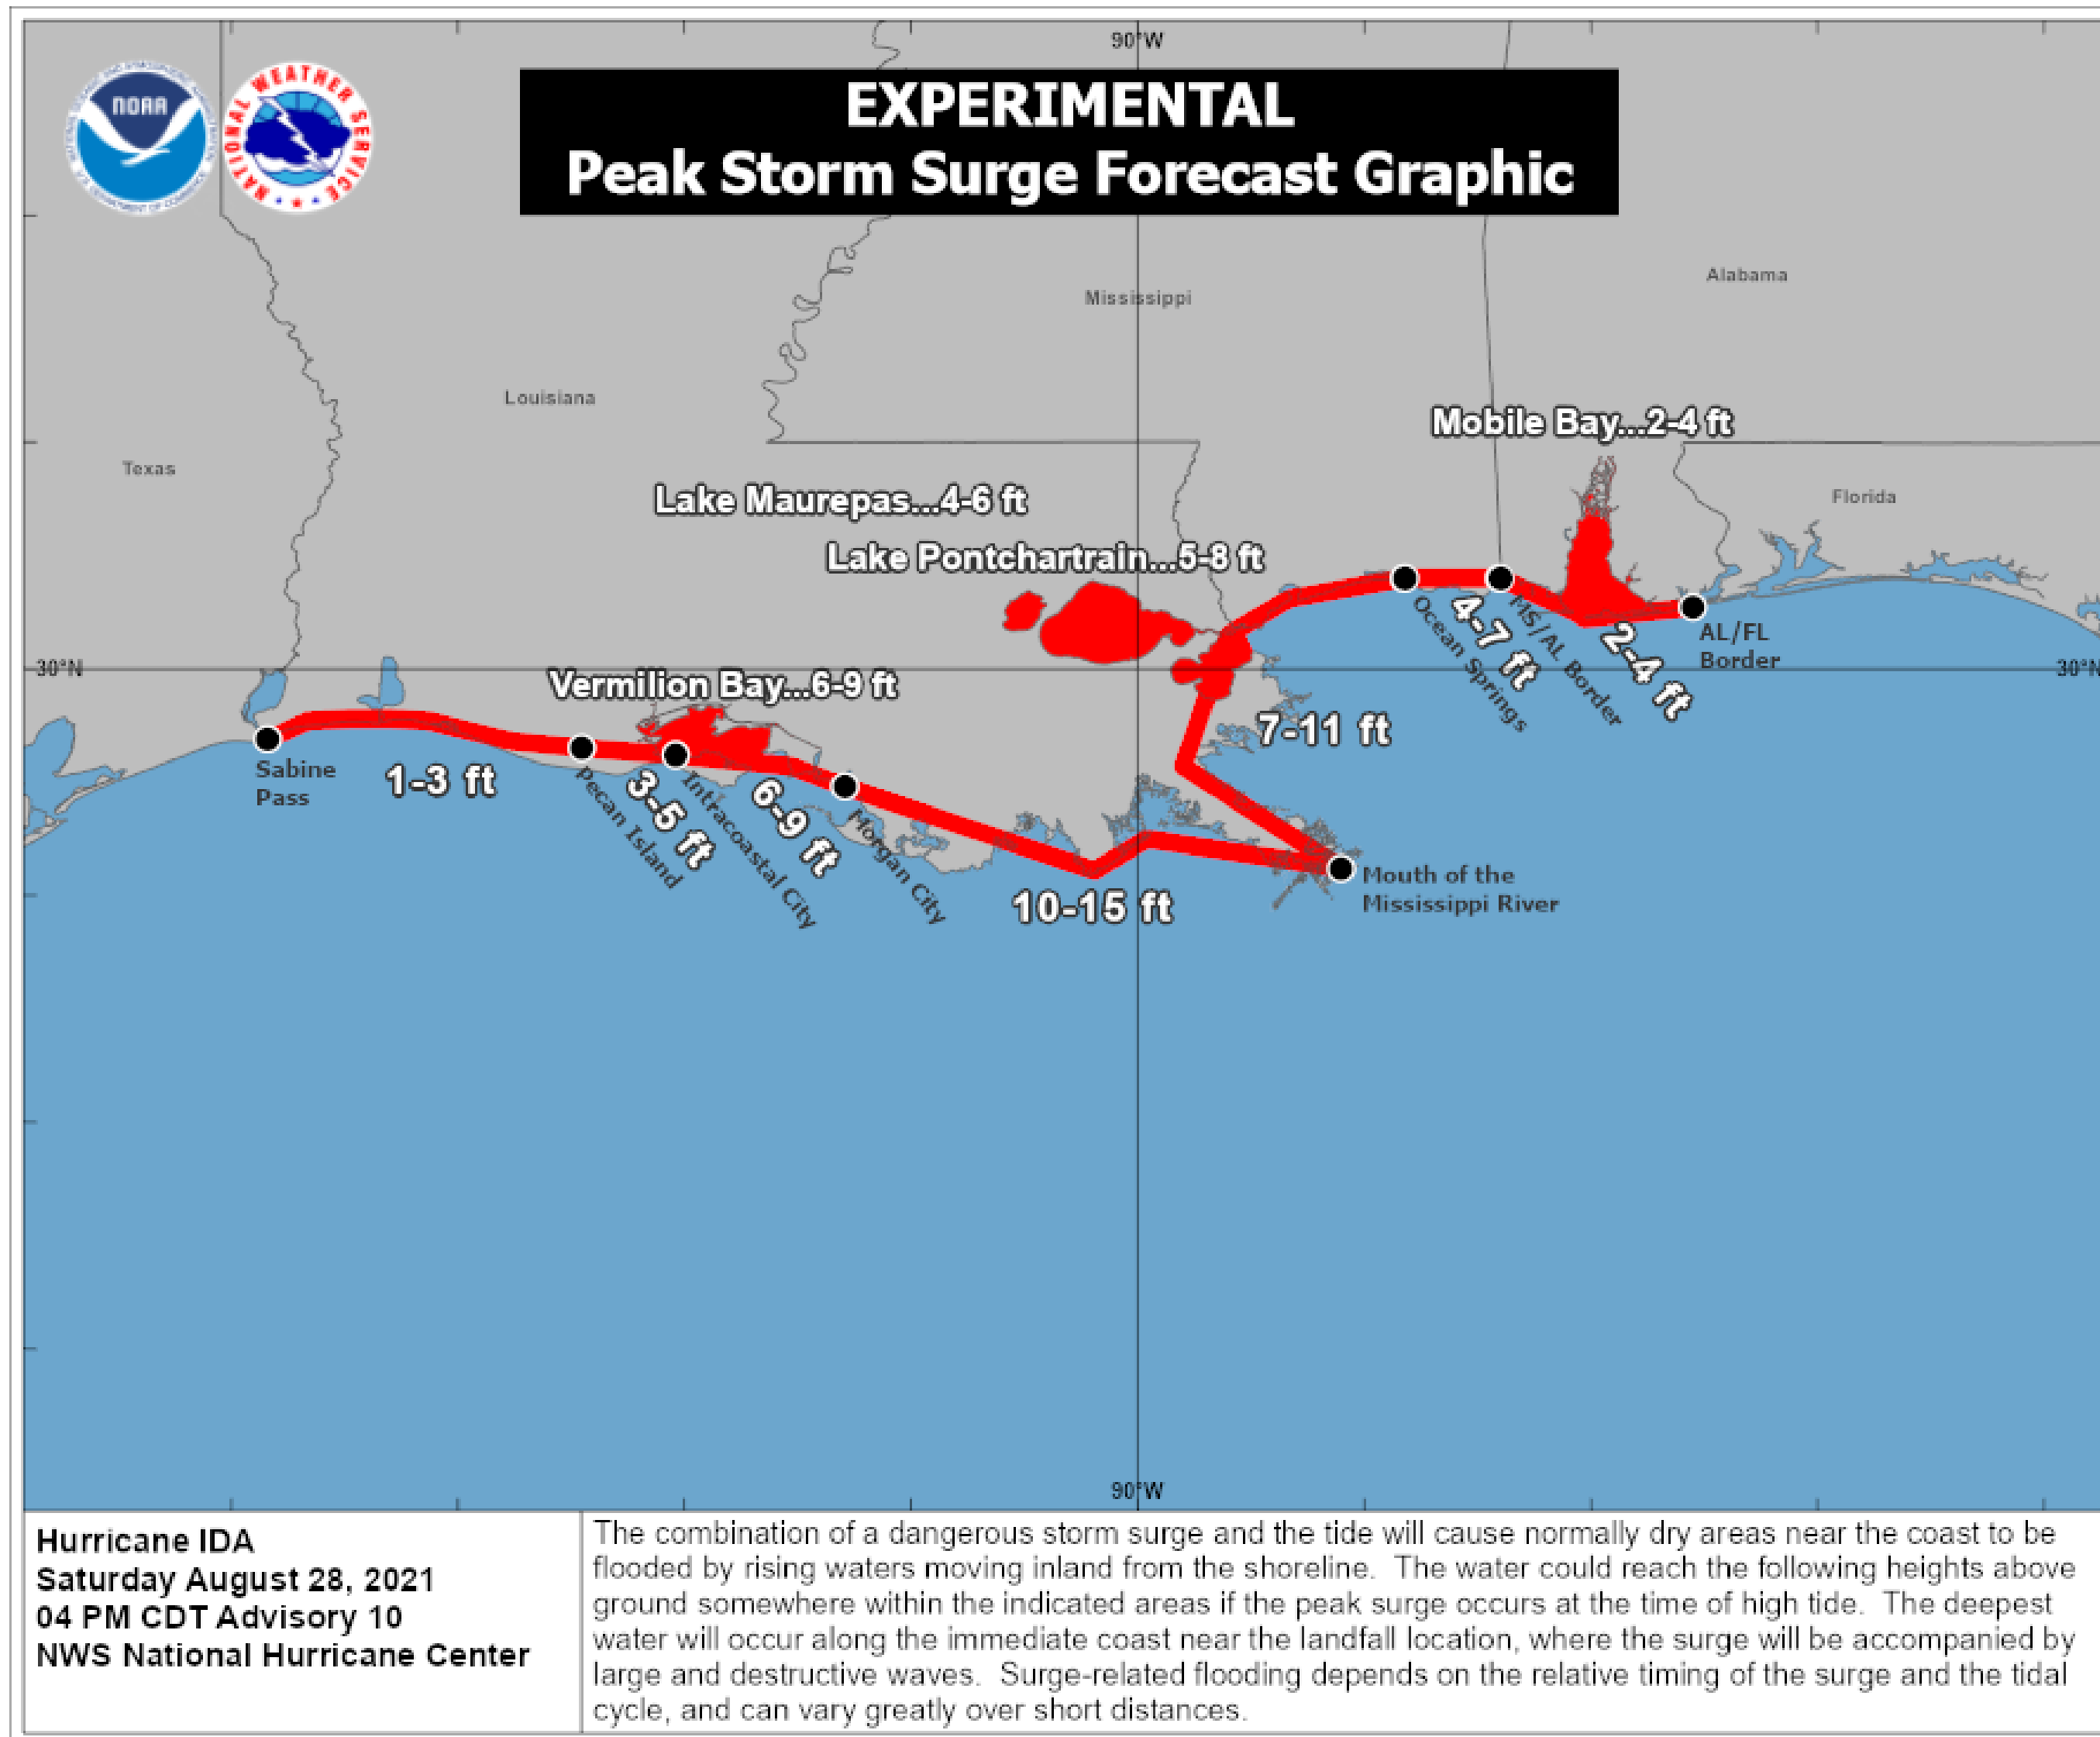 90°W
EXPERIMENTAL
Peak Storm Surge Forecast Graphic
NOAA
NATIONAL WEATHER SERVICE
Alabama
Mississippi
Louisiana
Texas
Florida
Mobile Bay...2-4 ft
Lake Maurepas...4-6 ft
Lake Pontchartrain...5-8 ft
30°N
30°N
Vermilion Bay...6-9 ft
Sabine
Pass
1-3 ft
Pecan Island
3-5 ft
Intracoastal City
6-9 ft
Morgan City
10-15 ft
Mouth of the
Mississippi River
7-11 ft
Ocean Springs
4-7 ft
MS/AL Border
2-4 ft
AL/FL
Border
90°W
Hurricane IDA
Saturday August 28, 2021
04 PM CDT Advisory 10
NWS National Hurricane Center
The combination of a dangerous storm surge and the tide will cause normally dry areas near the coast to be
flooded by rising waters moving inland from the shoreline.  The water could reach the following heights above
ground somewhere within the indicated areas if the peak surge occurs at the time of high tide.  The deepest
water will occur along the immediate coast near the landfall location, where the surge will be accompanied by
large and destructive waves.  Surge-related flooding depends on the relative timing of the surge and the tidal
cycle, and can vary greatly over short distances.